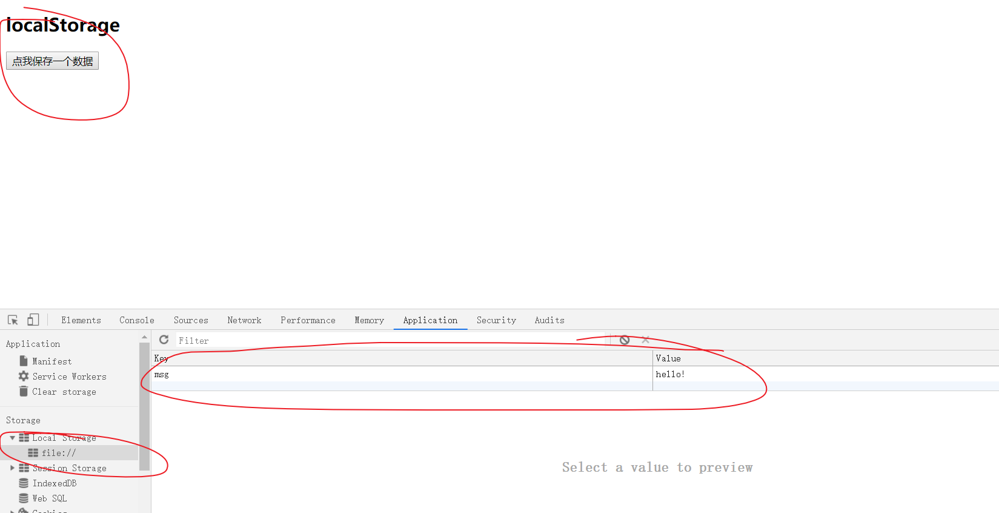 localStorage
点我保存一个数据
Elements Console Sources Network Performance Memory Application Security Audits
Application
Manifest
Service Workers
Clear storage
Storage
Local Storage
file://
Session Storage
IndexedDB
Web SQL
Cookies
Filter
Key Value
msg hello!
Select a value to preview